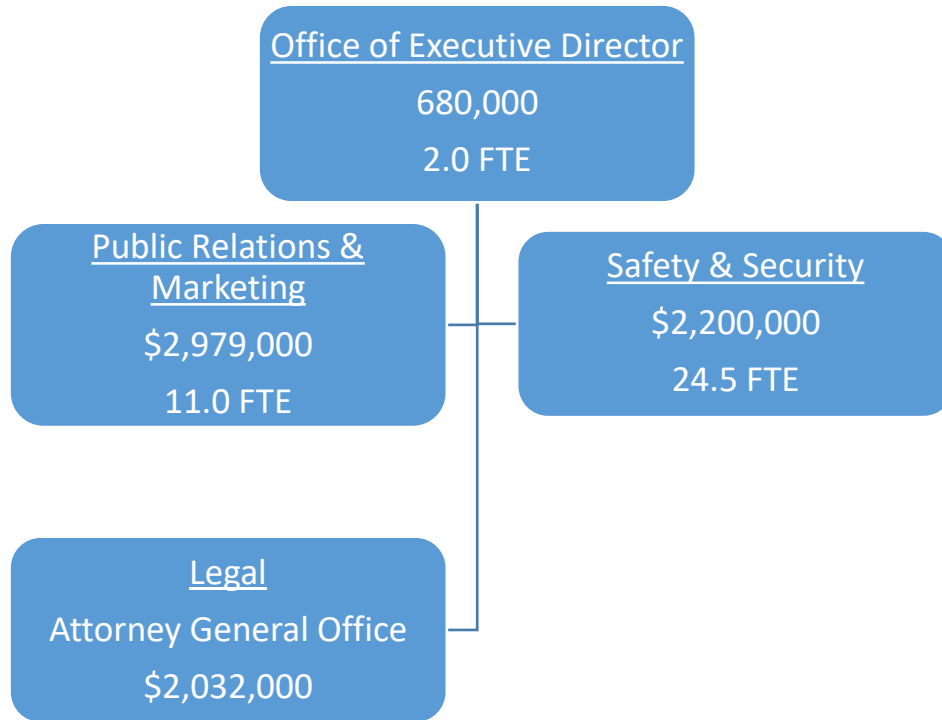 Office of Executive Director
680,000
2.0 FTE
Public Relations &
Marketing
$2,979,000
11.0 FTE
Safety & Security
$2,200,000
24.5 FTE
Legal
Attorney General Office
$2,032,000